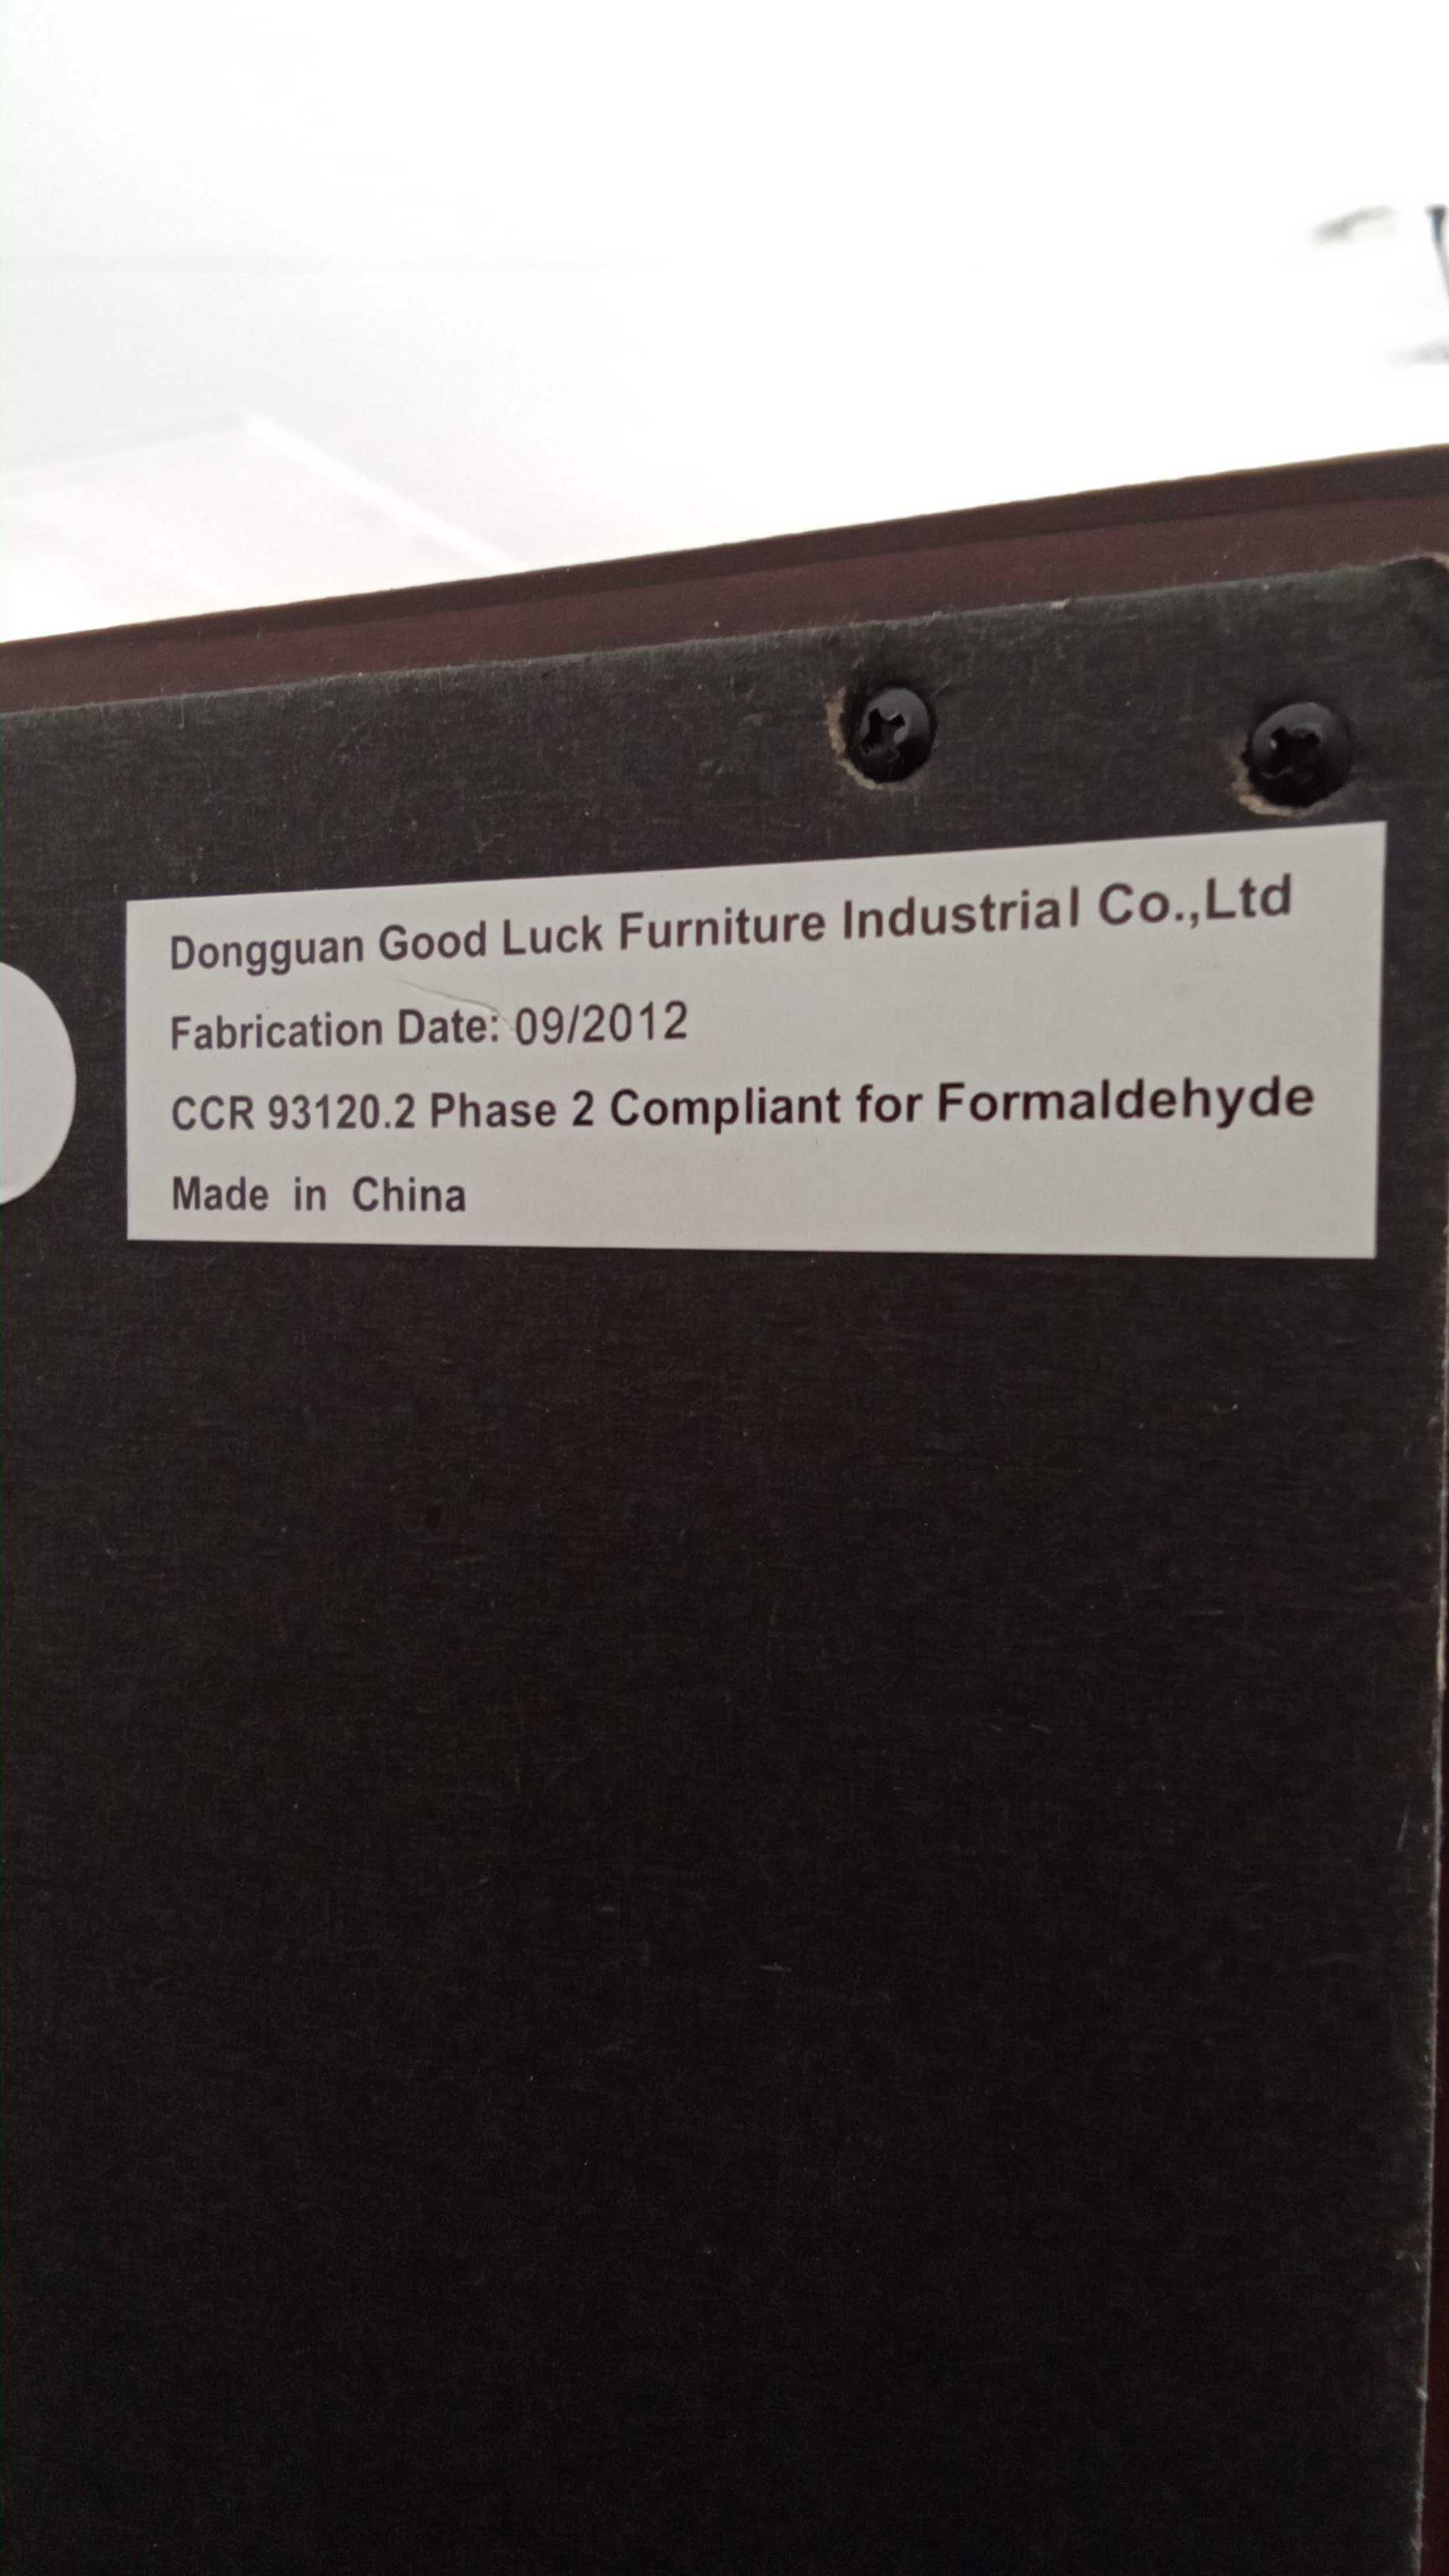 Dongguan Good Luck Furniture Industrial Co.,Ltd
Fabrication Date: 09/2012
CCR 93120.2 Phase 2 Compliant for Formaldehyde
Made in China